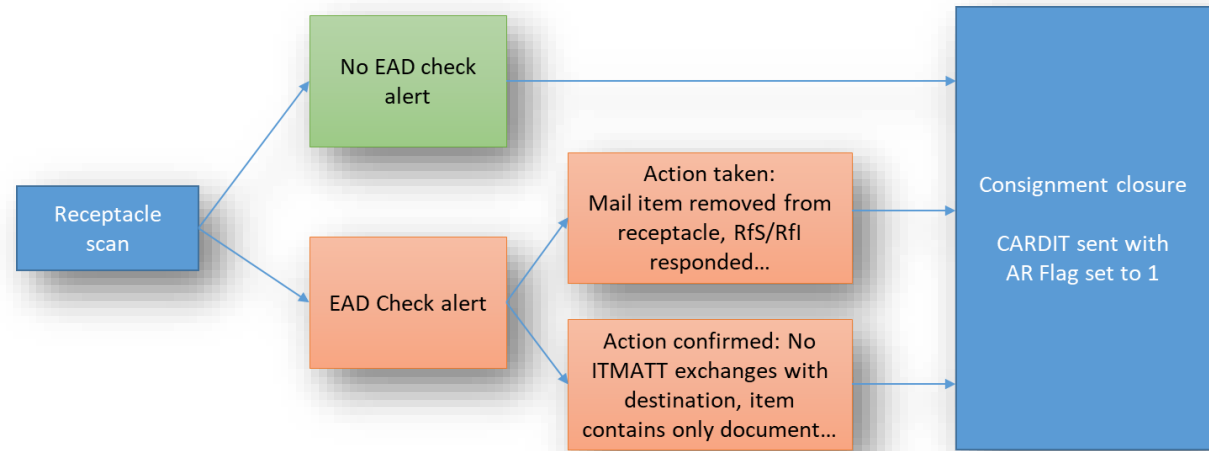 No EAD check
alert
Receptacle
scan
EAD Check alert
Action taken:
Mail item removed from
receptacle, RfS/RfI
responded…
Action confirmed: No
ITMATT exchanges with
destination, item
contains only document…
Consignment closure
CARDIT sent with
AR Flag set to 1